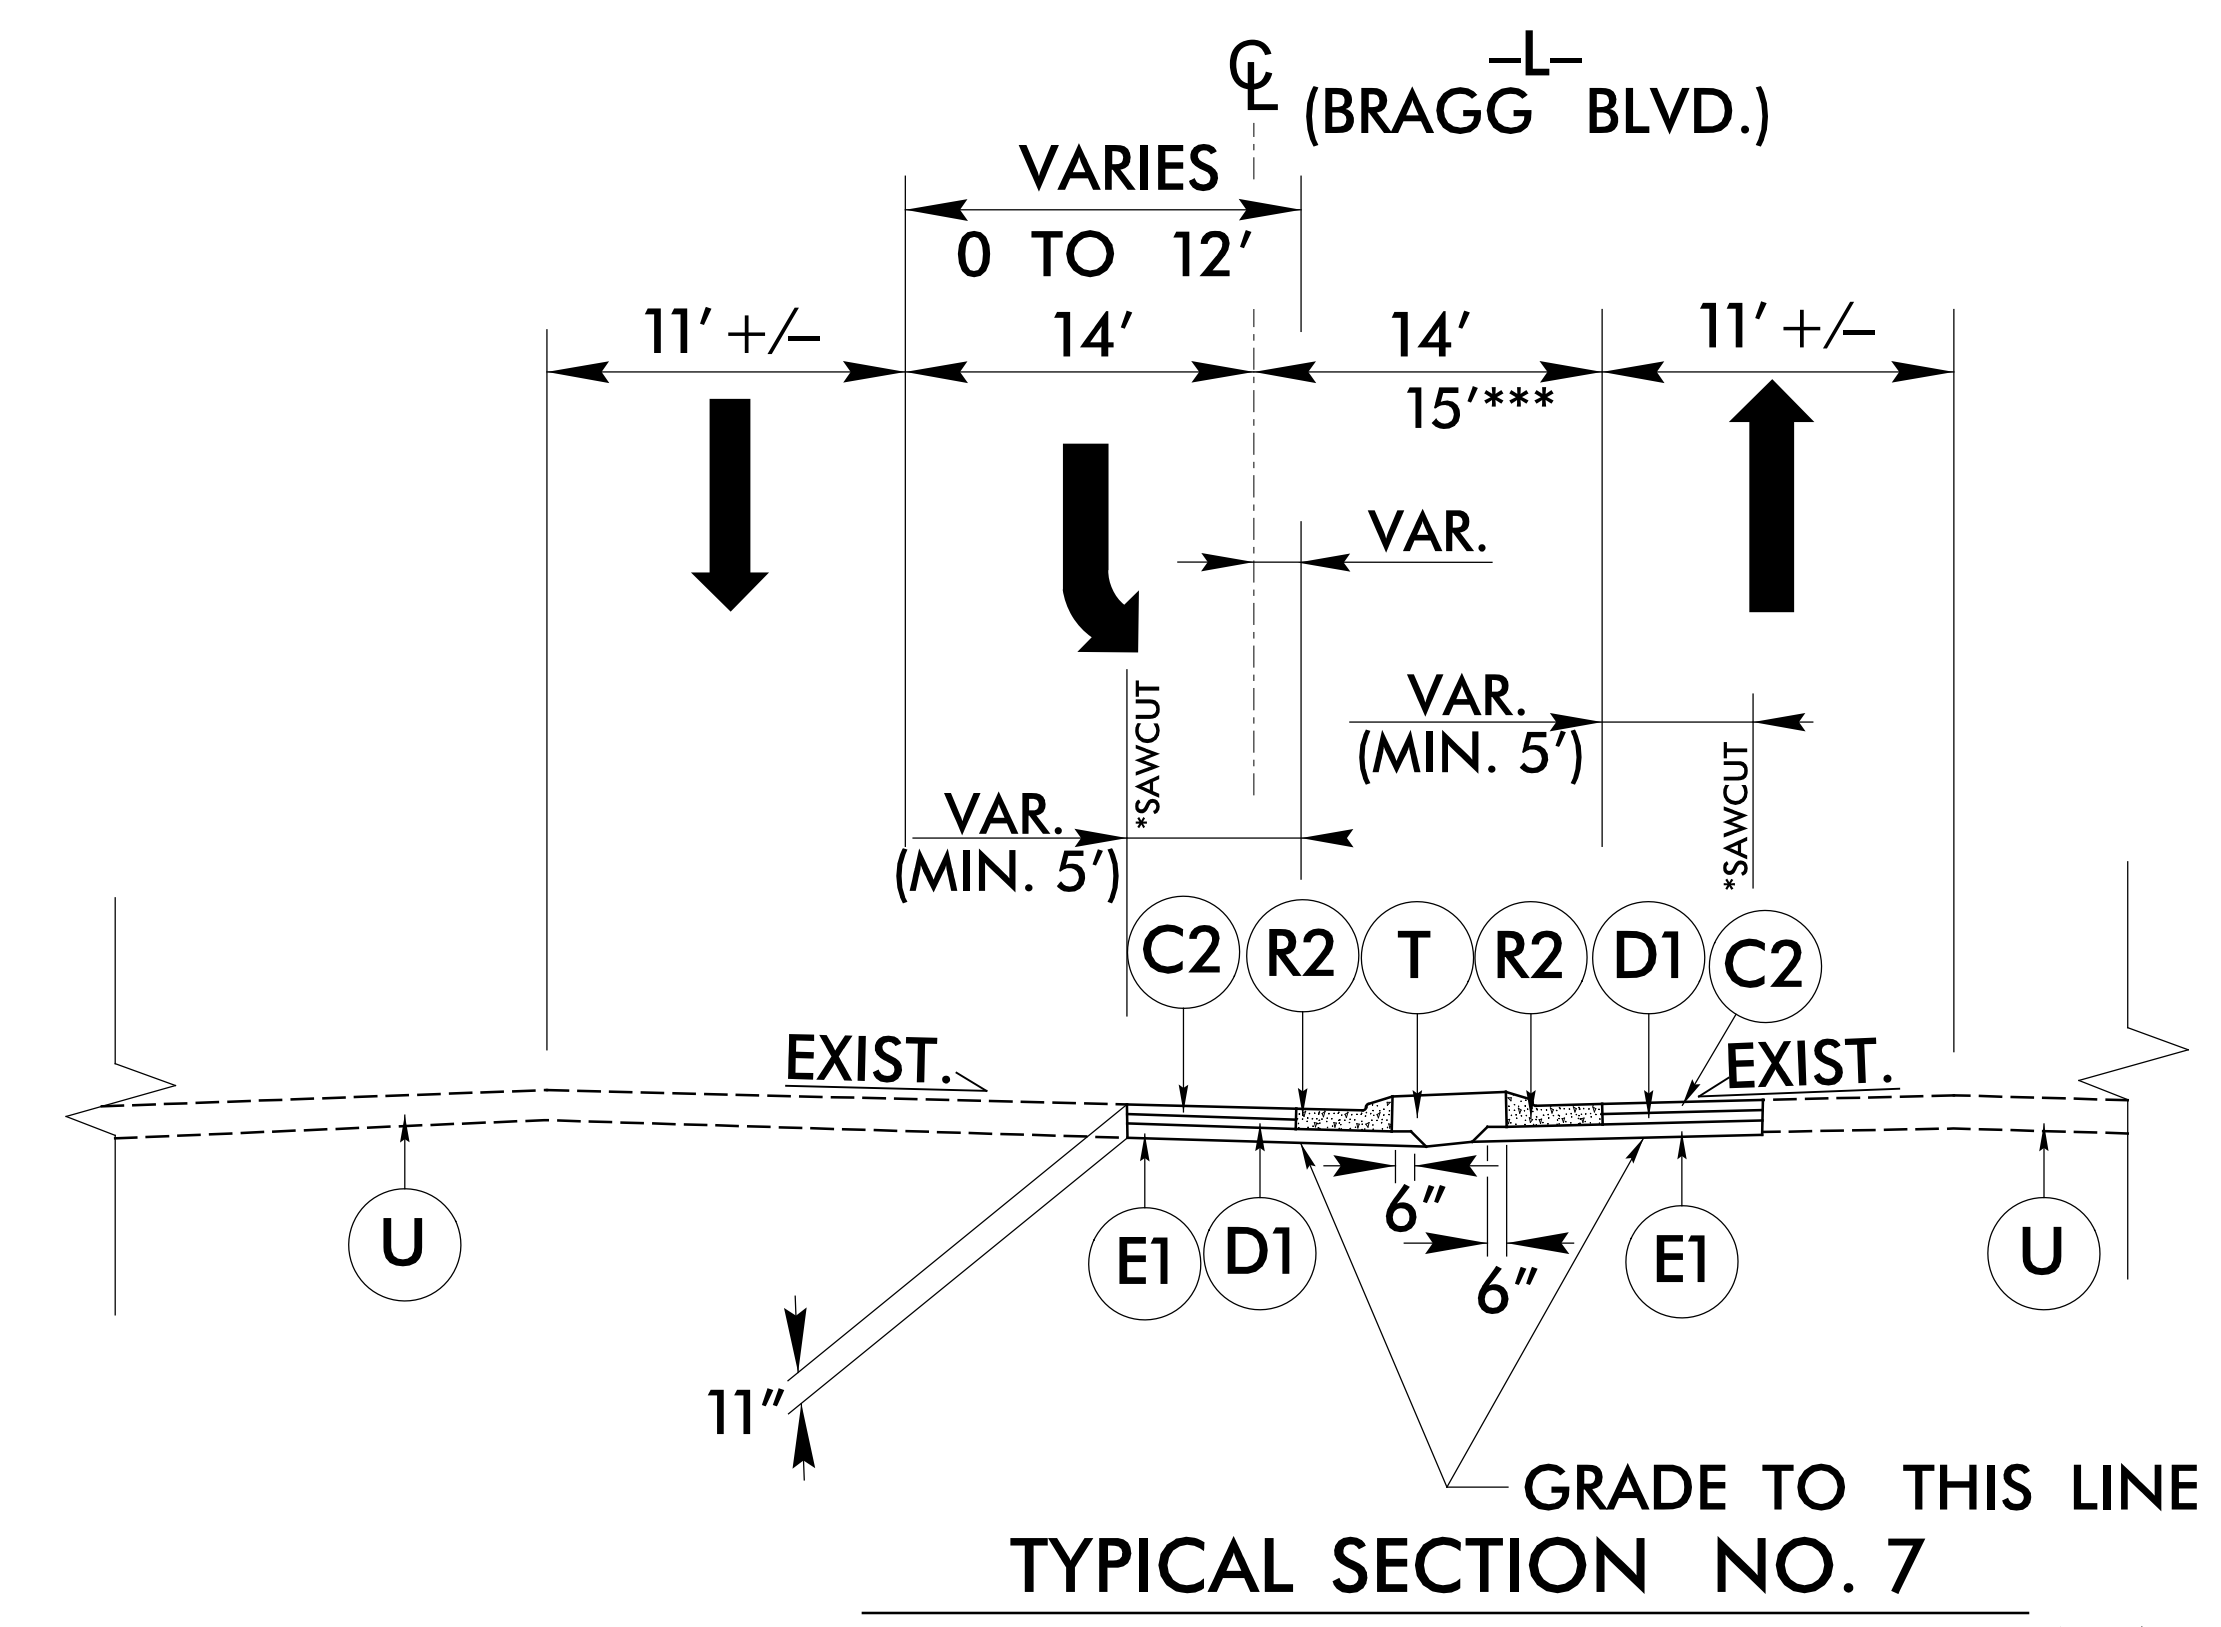 ℄ –L–
(BRAGG BLVD.)
VARIES
0 TO 12'
11' +/–
14'
14'
11' +/–
15'***
VAR.
VAR.
(MIN. 5')
*SAWCUT
*SAWCUT
VAR.
(MIN. 5')
C2
R2
T
R2
D1
C2
EXIST.
EXIST.
U
E1
D1
6"
6"
E1
U
11"
GRADE TO THIS LINE
TYPICAL SECTION NO. 7